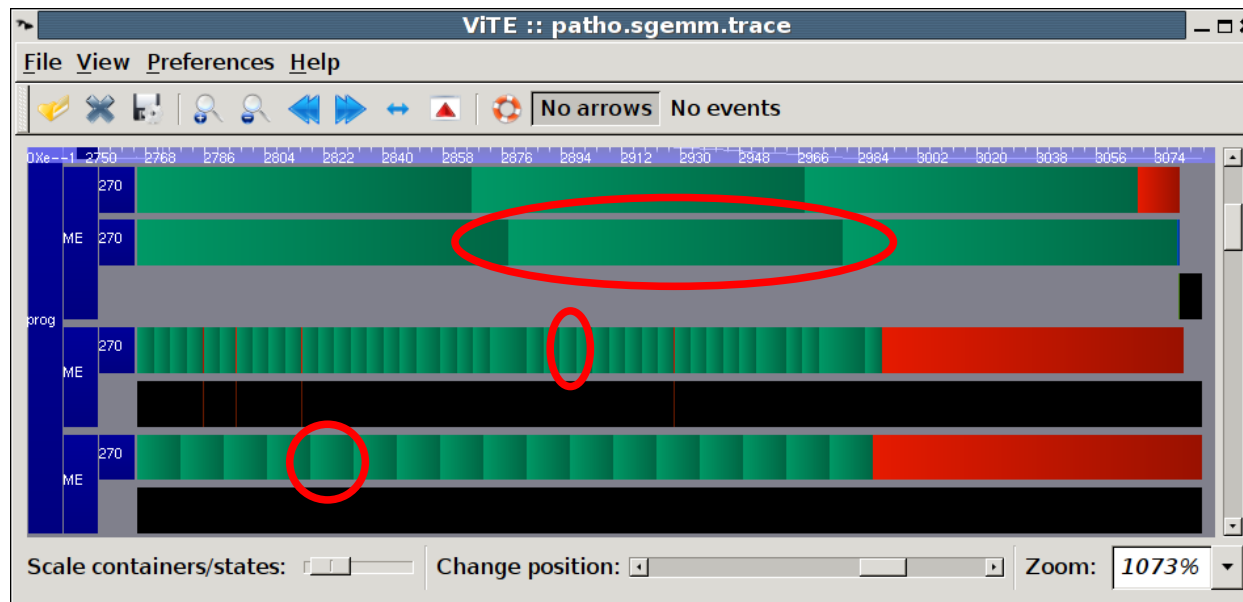 ViTE :: patho.sgemm.trace
File View Preferences Help
No arrows No events
0Xe--1 2750 2768 2786 2804 2822 2840 2858 2876 2894 2912 2930 2948 2966 2984 3002 3020 3038 3056 3074
270
ME 270
prog
270
ME
270
ME
Scale containers/states: Change position: Zoom: 1073%